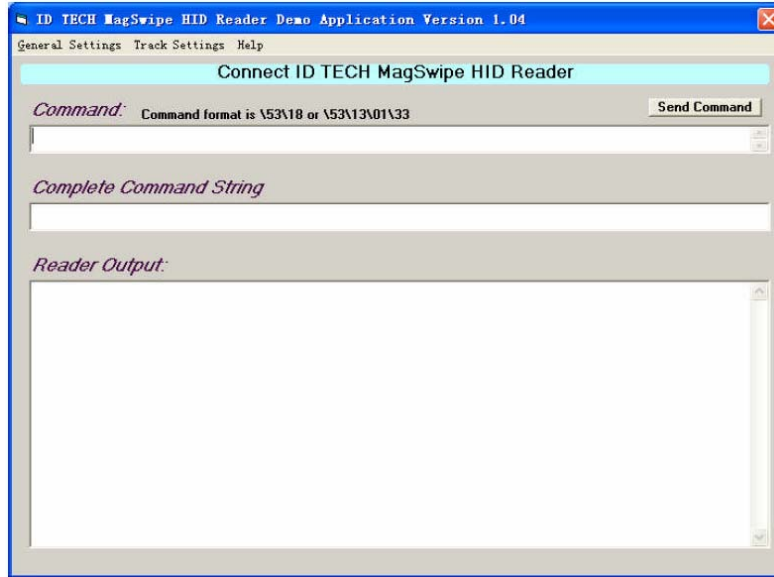 ID TECH MagSwipe HID Reader Demo Application Version 1.04
General Settings Track Settings Help
Connect ID TECH MagSwipe HID Reader
Command: Command format is \53\18 or \53\13\01\33 Send Command
Complete Command String
Reader Output: